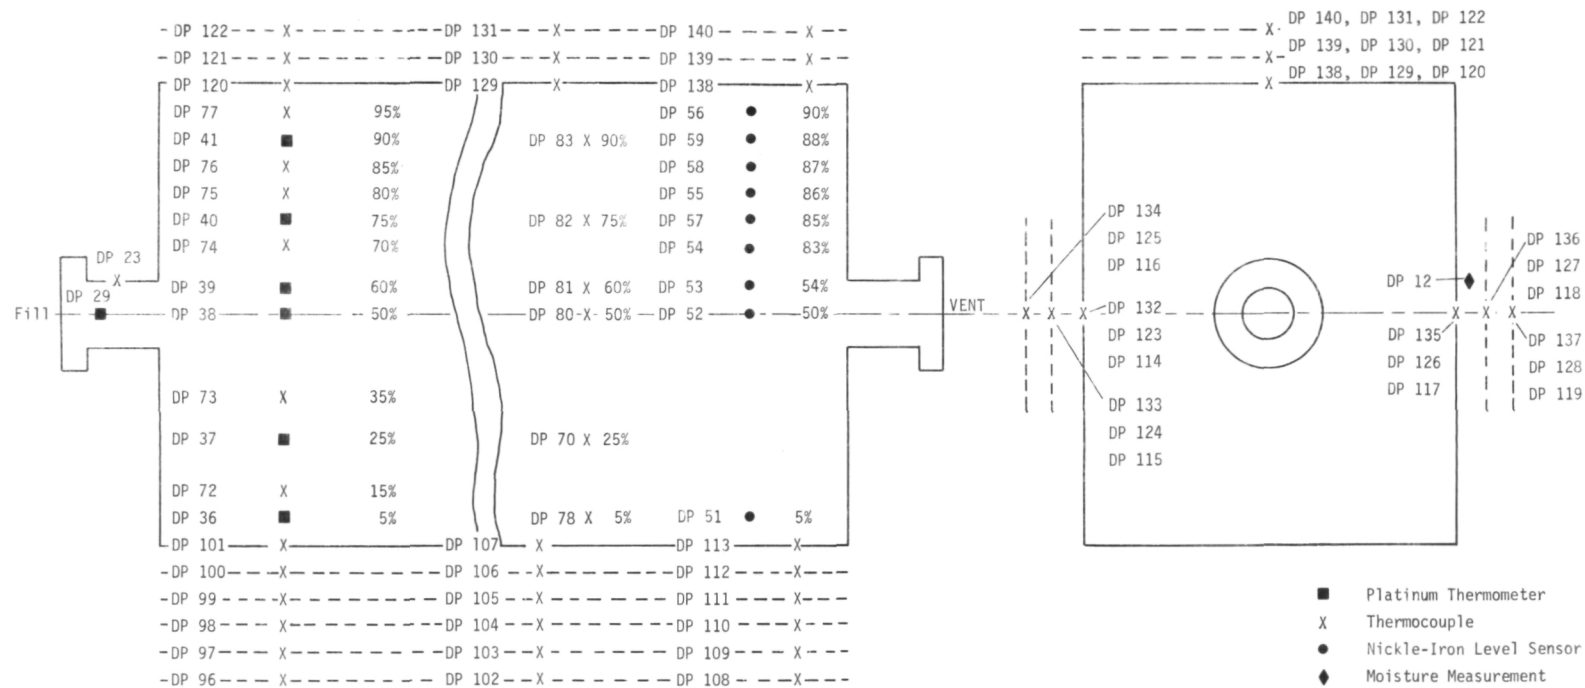 DP 122 X DP 131 X DP 140 X
DP 121 X DP 130 X DP 139 X
DP 120 X DP 129 X DP 138 X
DP 77 X 95% DP 56 90%
DP 41 90% DP 83 X 90% DP 59 88%
DP 76 X 85% DP 58 87%
DP 75 X 80% DP 55 86%
DP 40 75% DP 82 X 75% DP 57 85%
DP 74 X 70% DP 54 83%
DP 23
X
DP 39 60% DP 81 X 60% DP 53 54%
DP 29
Fill DP 38 50% DP 80 X 50% DP 52 50% VENT
DP 73 X 35%
DP 37 25% DP 70 X 25%
DP 72 X 15%
DP 36 5% DP 78 X 5% DP 51 5%
DP 101 X DP 107 X DP 113 X
DP 100 X DP 106 X DP 112 X
DP 99 X DP 105 X DP 111 X
DP 98 X DP 104 X DP 110 X
DP 97 X DP 103 X DP 109 X
DP 96 X DP 102 X DP 108 X
X DP 140, DP 131, DP 122
X DP 139, DP 130, DP 121
X DP 138, DP 129, DP 120
DP 134
DP 125
DP 116
X X X
DP 132
DP 123
DP 114
DP 133
DP 124
DP 115
DP 12
X X X
DP 135
DP 126
DP 117
DP 136
DP 127
DP 118
DP 137
DP 128
DP 119
Platinum Thermometer
X Thermocouple
Nickle-Iron Level Sensor
Moisture Measurement